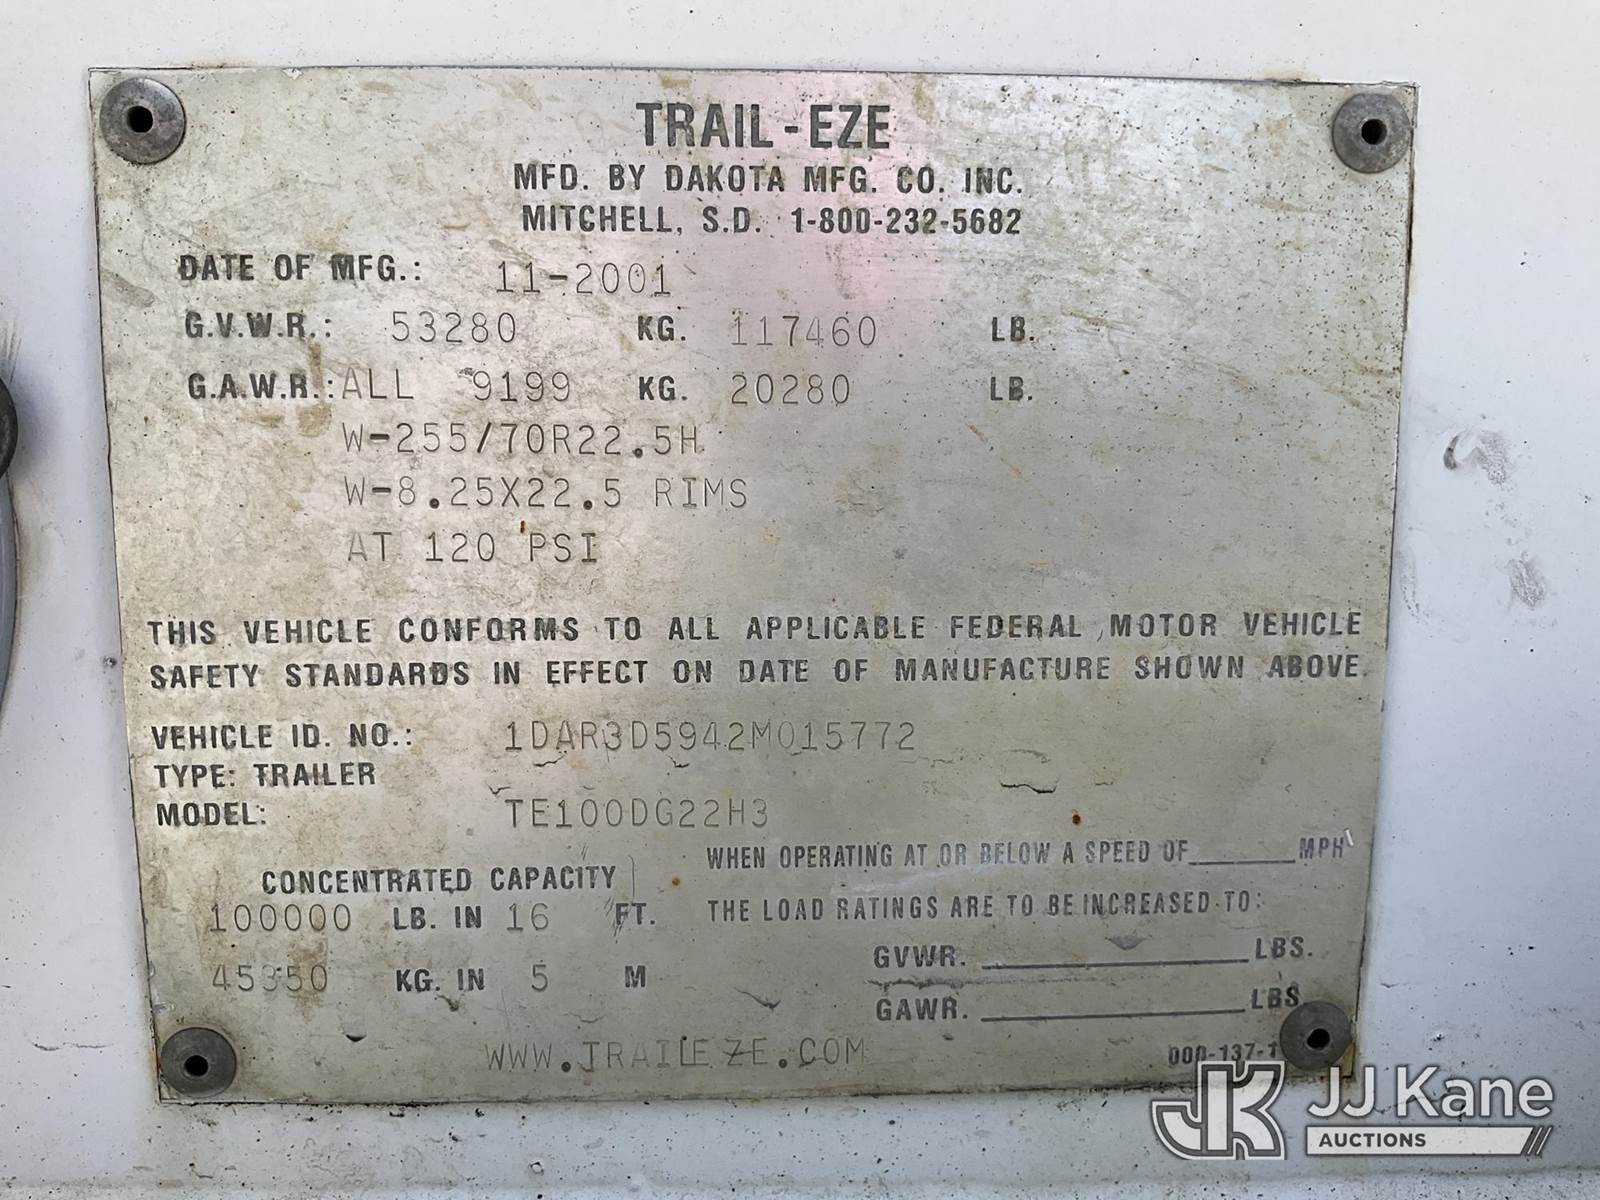 TRAIL-EZE
MFD. BY DAKOTA MFG. CO. INC.
MITCHELL, S.D. 1-800-232-5682
DATE OF MFG.: 11-2001
G.V.W.R.: 53280 KG. 117460 LB.
G.A.W.R.: ALL 9199 KG. 20280 LB.
W-255/70R22.5H
W-8.25X22.5 RIMS
AT 120 PSI
THIS VEHICLE CONFORMS TO ALL APPLICABLE FEDERAL MOTOR VEHICLE
SAFETY STANDARDS IN EFFECT ON DATE OF MANUFACTURE SHOWN ABOVE.
VEHICLE ID. NO.: 1DAR3D5942M015772
TYPE: TRAILER
MODEL: TE100DG22H3
WHEN OPERATING AT OR BELOW A SPEED OF______MPH
CONCENTRATED CAPACITY
100000 LB. IN 16 FT.
THE LOAD RATINGS ARE TO BE INCREASED TO:
GVWR. ____________ LBS.
45350 KG. IN 5 M
GAWR. ____________ LBS.
WWW.TRAILEZE.COM
JK JJ Kane
AUCTIONS